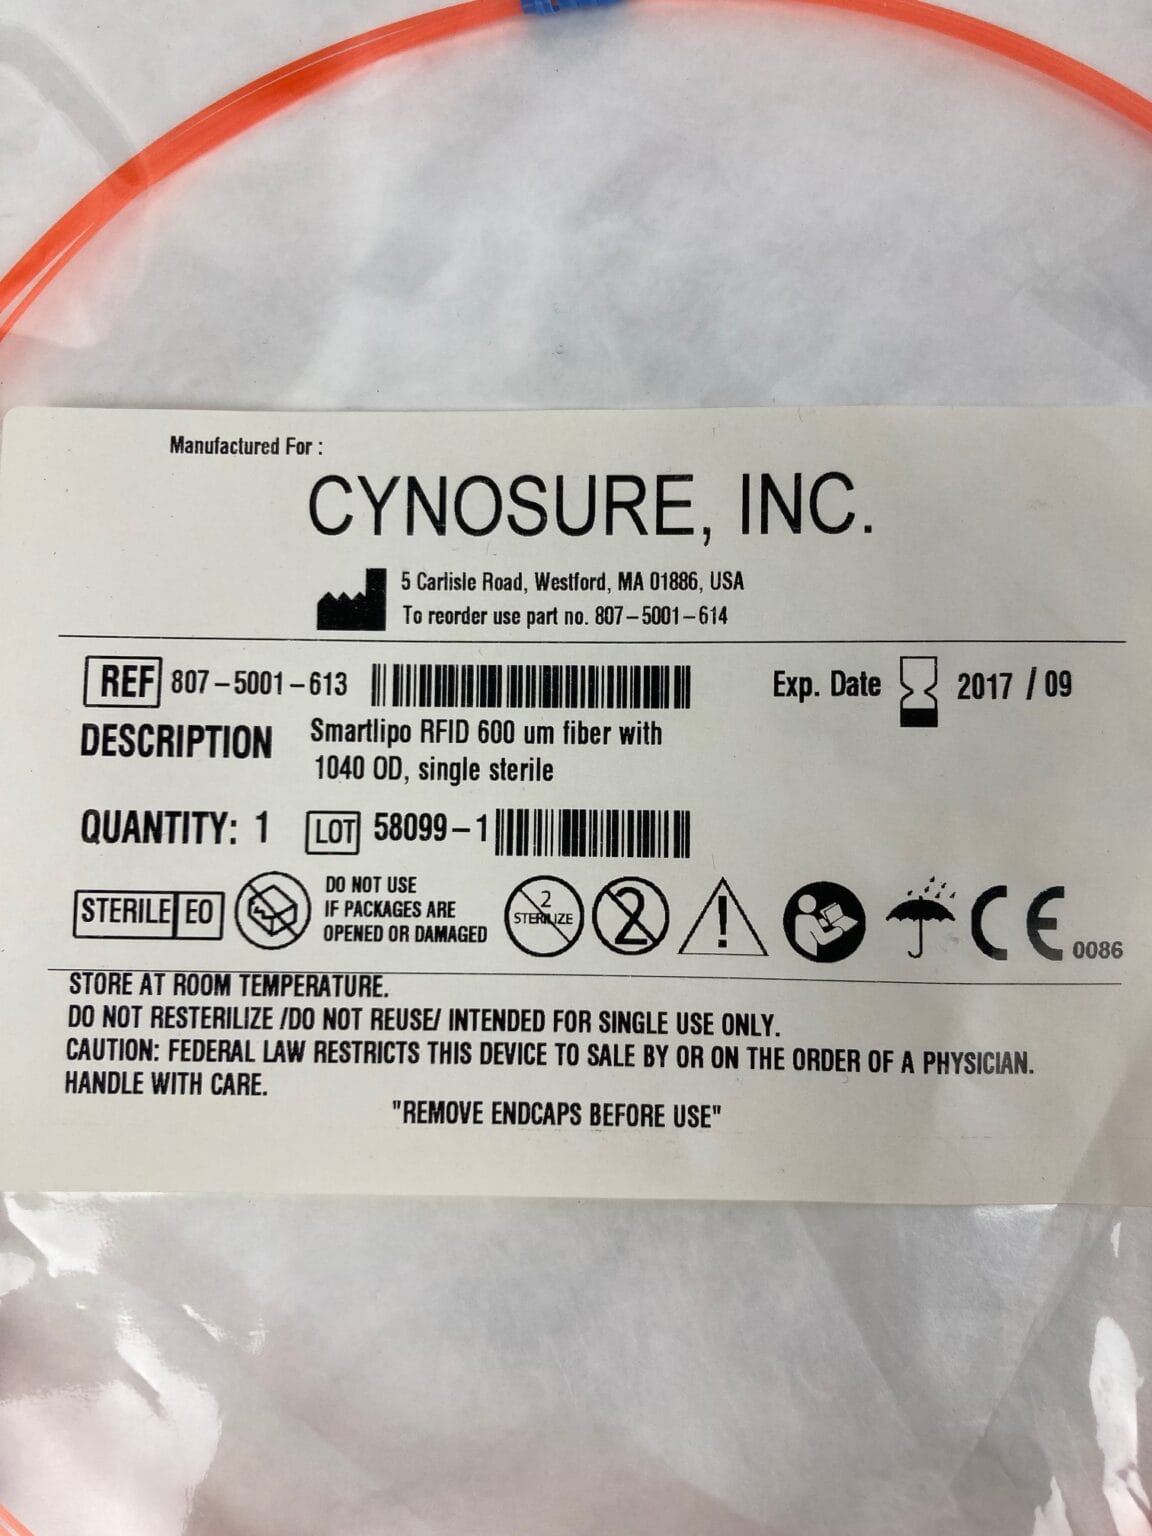 Manufactured For :
CYNOSURE, INC.
5 Carlisle Road, Westford, MA 01886, USA
To reorder use part no. 807-5001-614
REF 807-5001-613 Exp. Date 2017 / 09
DESCRIPTION Smartlipo RFID 600 um fiber with
1040 OD, single sterile
QUANTITY: 1 LOT 58099-1
STERILE EO
DO NOT USE
IF PACKAGES ARE
OPENED OR DAMAGED
2
STERILIZE
2
!
CE 0086
STORE AT ROOM TEMPERATURE.
DO NOT RESTERILIZE /DO NOT REUSE/ INTENDED FOR SINGLE USE ONLY.
CAUTION: FEDERAL LAW RESTRICTS THIS DEVICE TO SALE BY OR ON THE ORDER OF A PHYSICIAN.
HANDLE WITH CARE.
"REMOVE ENDCAPS BEFORE USE"